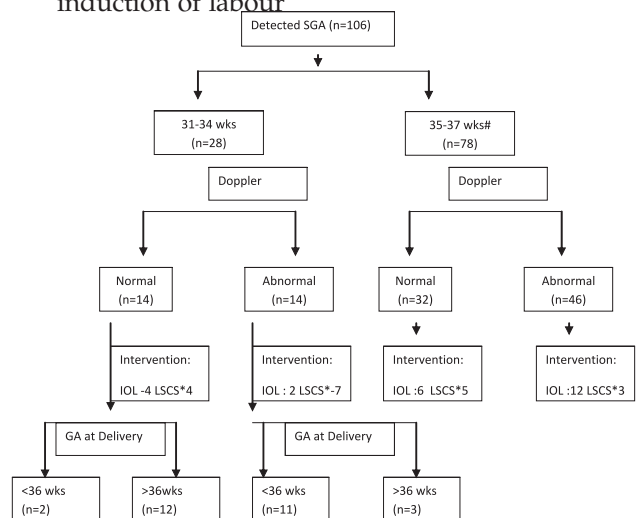 induction of labour
Detected SGA (n=106)
31-34 wks
(n=28)
35-37 wks#
(n=78)
Doppler
Doppler
Normal
(n=14)
Abnormal
(n=14)
Normal
(n=32)
Abnormal
(n=46)
Intervention:
IOL -4 LSCS*4
Intervention:
IOL : 2 LSCS*-7
Intervention:
IOL :6 LSCS*5
Intervention:
IOL :12 LSCS*3
GA at Delivery
GA at Delivery
<36 wks
(n=2)
>36wks
(n=12)
<36 wks
(n=11)
>36 wks
(n=3)